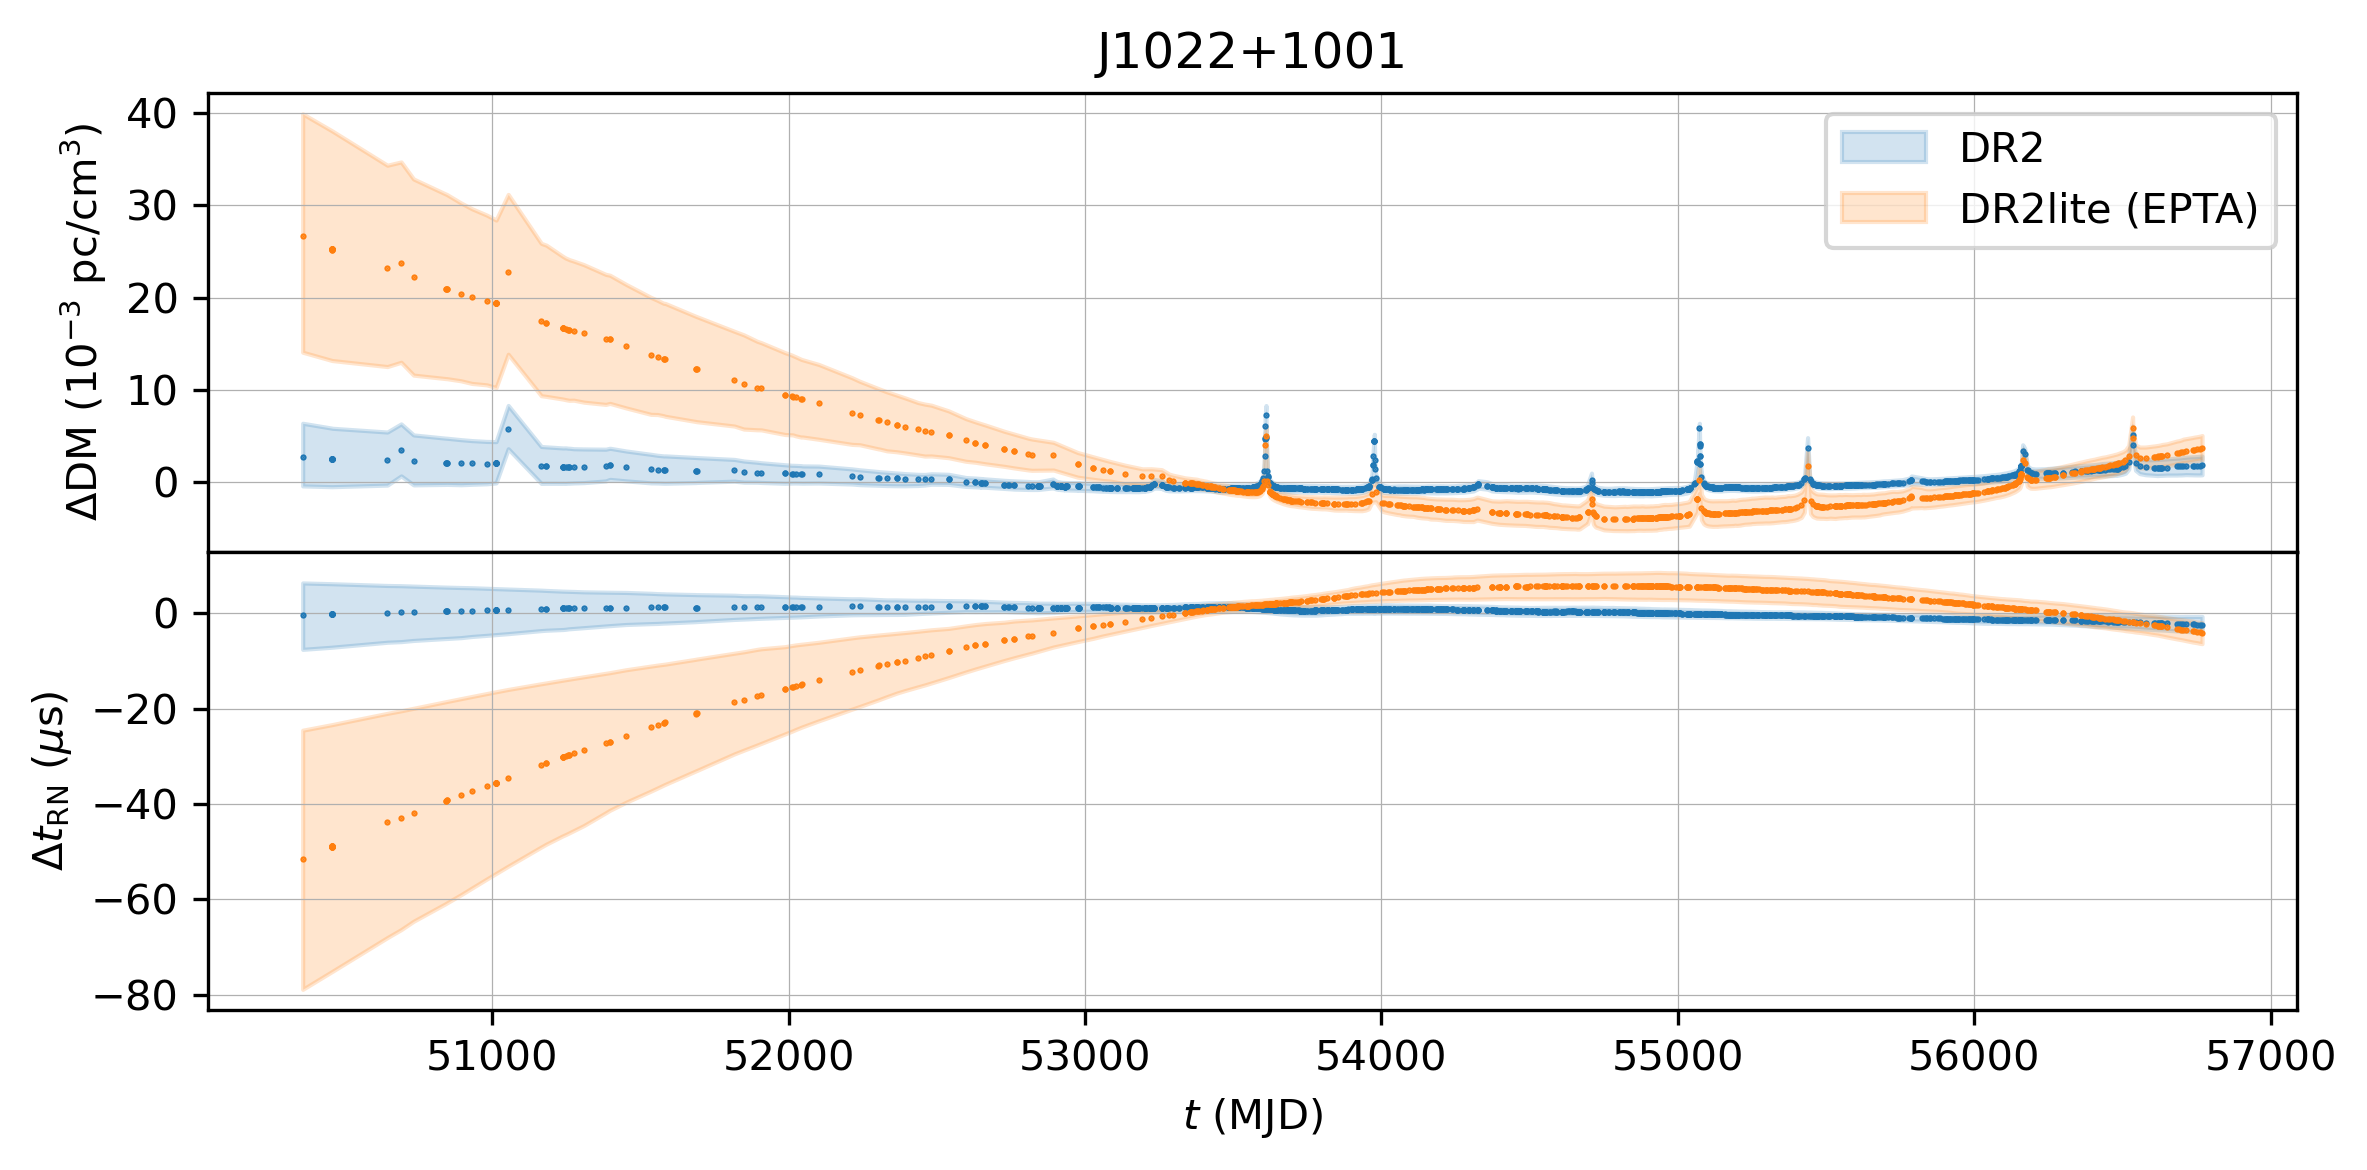 J1022+1001
40
30
20
10
0
ΔDM (10⁻³ pc/cm³)
DR2
DR2lite (EPTA)
0
−20
−40
−60
−80
Δt_RN (μs)
51000 52000 53000 54000 55000 56000 57000
t (MJD)